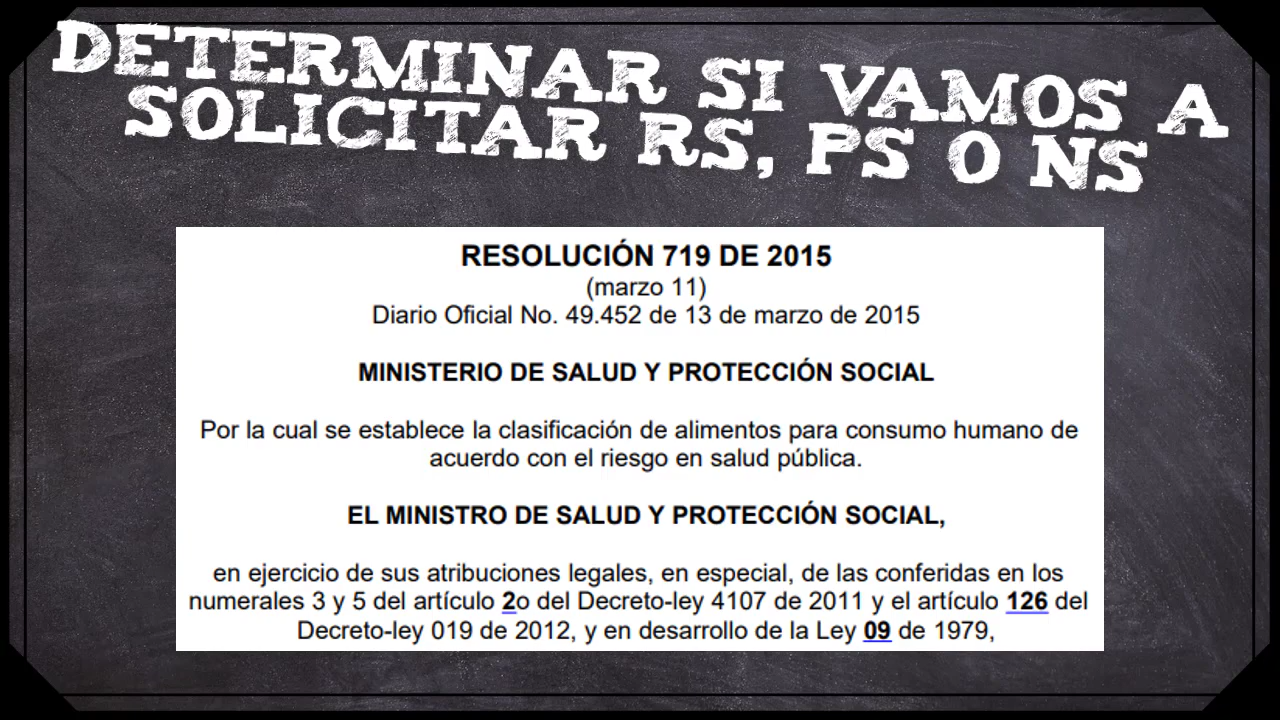 DETERMINAR SI VAMOS A
SOLICITAR RS, PS O NS
RESOLUCIÓN 719 DE 2015
(marzo 11)
Diario Oficial No. 49.452 de 13 de marzo de 2015
MINISTERIO DE SALUD Y PROTECCIÓN SOCIAL
Por la cual se establece la clasificación de alimentos para consumo humano de
acuerdo con el riesgo en salud pública.
EL MINISTRO DE SALUD Y PROTECCIÓN SOCIAL,
en ejercicio de sus atribuciones legales, en especial, de las conferidas en los
numerales 3 y 5 del artículo 2o del Decreto-ley 4107 de 2011 y el artículo 126 del
Decreto-ley 019 de 2012, y en desarrollo de la Ley 09 de 1979,